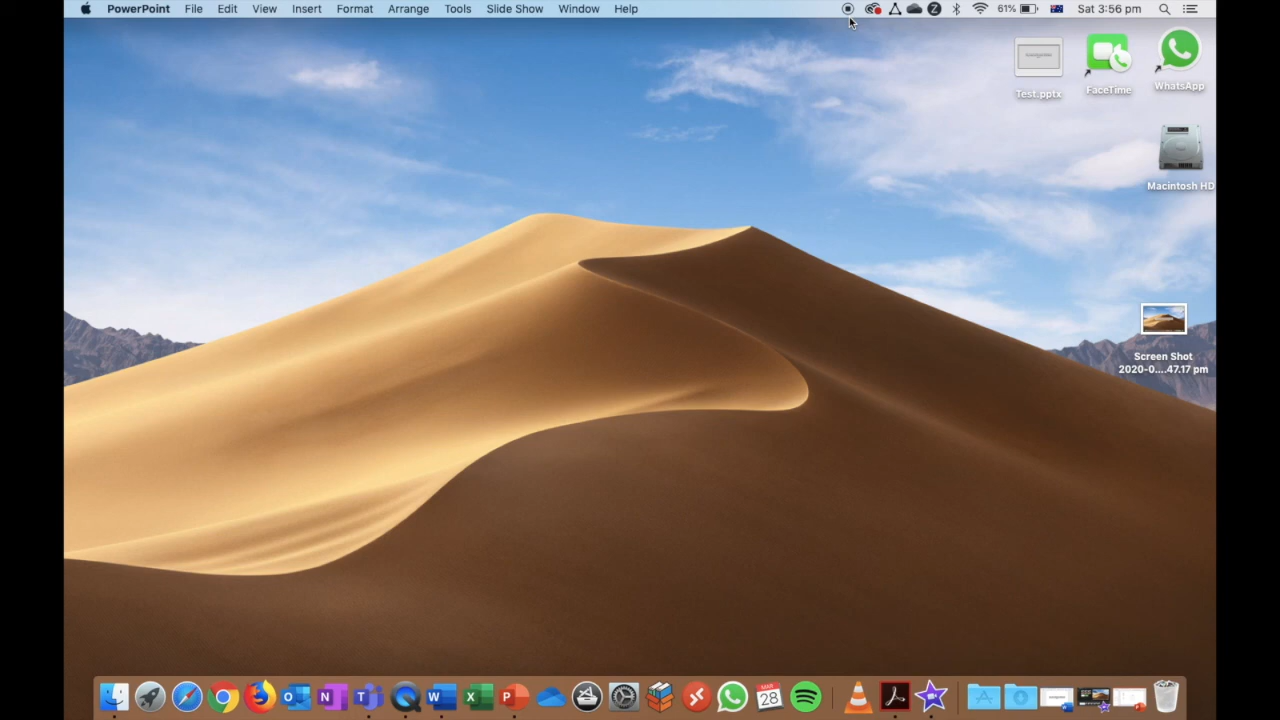 PowerPoint File Edit View Insert Format Arrange Tools Slide Show Window Help 61% Sat 3:56 pm
Test.pptx
FaceTime
WhatsApp
Macintosh HD
Screen Shot
2020-0....47.17 pm
MAR
28